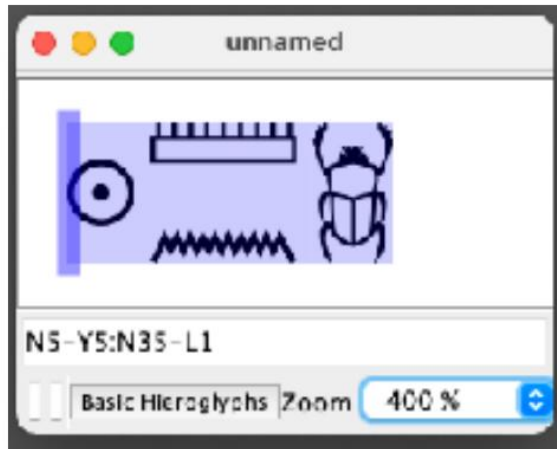 unnamed
𓇳𓏠𓈖𓆣
N5-Y5:N35-L1
Basic Hieroglyphs Zoom 400 %